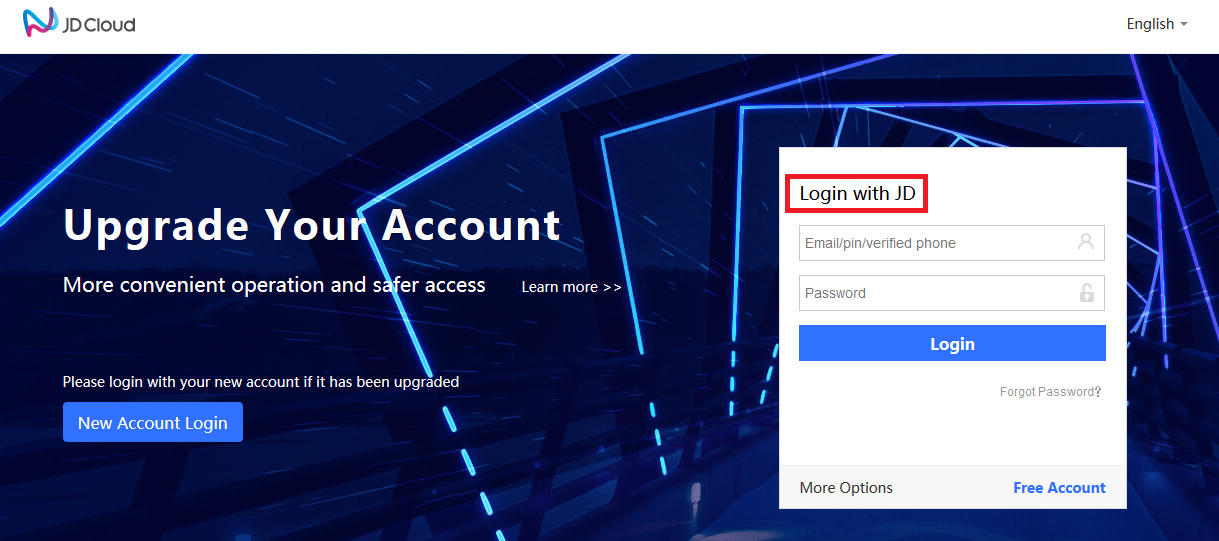 JD Cloud
English
Upgrade Your Account
More convenient operation and safer access
Learn more >>
Please login with your new account if it has been upgraded
New Account Login
Login with JD
Email/pin/verified phone
Password
Login
Forgot Password?
More Options
Free Account